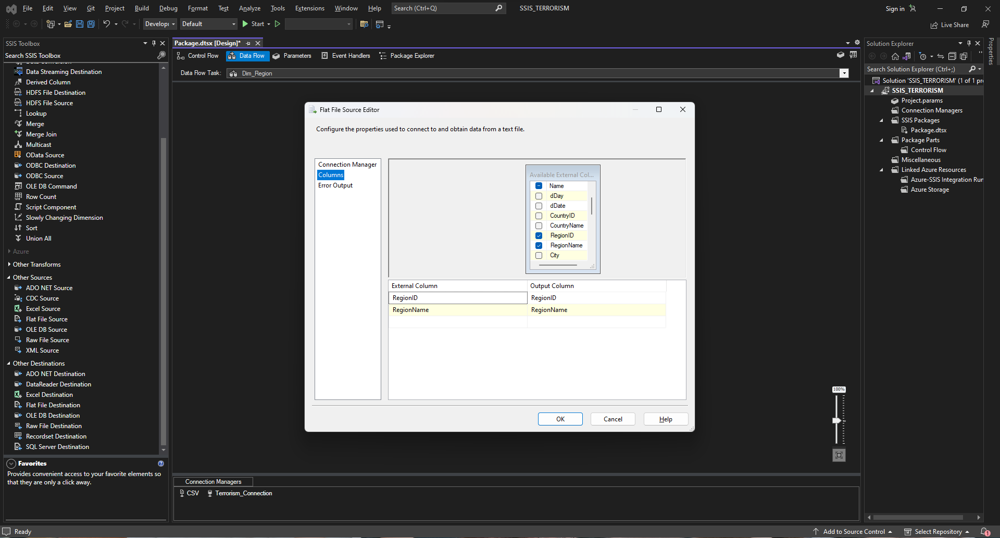 File Edit View Git Project Build Debug Format Test Analyze Tools Extensions Window Help Search (Ctrl+Q) SSIS_TERRORISM Sign in
Develop Default Start Live Share
SSIS Toolbox
Search SSIS Toolbox
Data Conversion
Data Streaming Destination
Derived Column
HDFS File Destination
HDFS File Source
Lookup
Merge
Merge Join
Multicast
OData Source
ODBC Destination
ODBC Source
OLE DB Command
Row Count
Script Component
Slowly Changing Dimension
Sort
Union All
Azure
Other Transforms
Other Sources
ADO NET Source
CDC Source
Excel Source
Flat File Source
OLE DB Source
Raw File Source
XML Source
Other Destinations
ADO NET Destination
DataReader Destination
Excel Destination
Flat File Destination
OLE DB Destination
Raw File Destination
Recordset Destination
SQL Server Destination
Favorites
Provides convenient access to your favorite elements so
that they are only a click away.
Package.dtsx [Design]*
Control Flow Data Flow Parameters Event Handlers Package Explorer
Data Flow Task: Dim_Region
Flat File Source Editor
Configure the properties used to connect to and obtain data from a text file.
Connection Manager
Columns
Error Output
Available External Col...
Name
dDay
dDate
CountryID
CountryName
RegionID
RegionName
City
External Column Output Column
RegionID RegionID
RegionName RegionName
OK Cancel Help
100%
Connection Managers
CSV Terrorism_Connection
Solution Explorer
Search Solution Explorer (Ctrl+;)
Solution 'SSIS_TERRORISM' (1 of 1 pr
SSIS_TERRORISM
Project.params
Connection Managers
SSIS Packages
Package.dtsx
Package Parts
Control Flow
Miscellaneous
Linked Azure Resources
Azure-SSIS Integration Run
Azure Storage
Properties
Ready Add to Source Control Select Repository 1